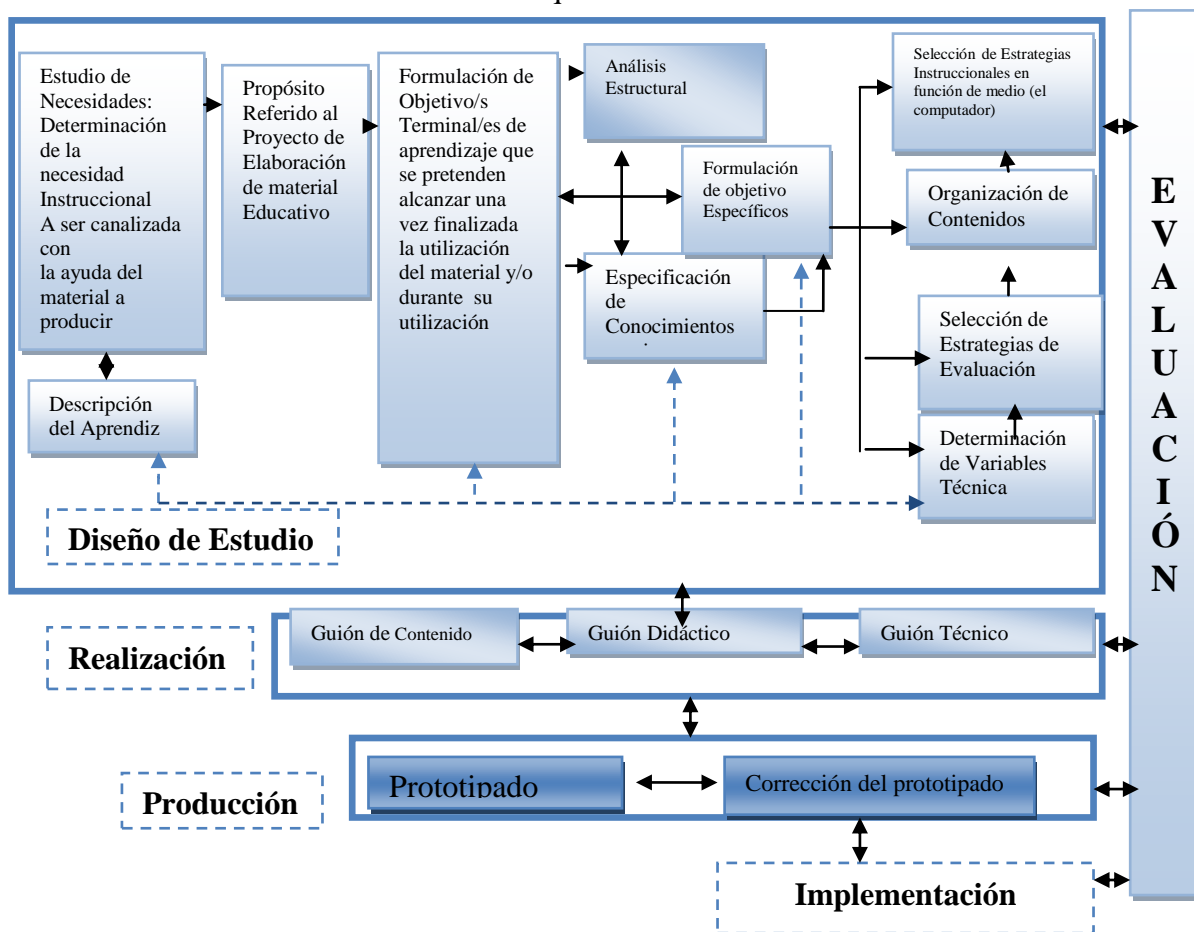 Estudio de
Necesidades:
Determinación
de la
necesidad
Instruccional
A ser canalizada
con
la ayuda del
material a
producir
Propósito
Referido al
Proyecto de
Elaboración
de material
Educativo
Formulación de
Objetivo/s
Terminal/es de
aprendizaje que
se pretenden
alcanzar una
vez finalizada
la utilización
del material y/o
durante su
utilización
Análisis
Estructural
Formulación
de objetivo
Específicos
Especificación
de
Conocimientos
Selección de Estrategias
Instruccionales en
función de medio (el
computador)
Organización de
Contenidos
Selección de
Estrategias de
Evaluación
Determinación
de Variables
Técnica
Descripción
del Aprendiz
Diseño de Estudio
Realización
Guión de Contenido
Guión Didáctico
Guión Técnico
Producción
Prototipado
Corrección del prototipado
Implementación
E
V
A
L
U
A
C
I
Ó
N